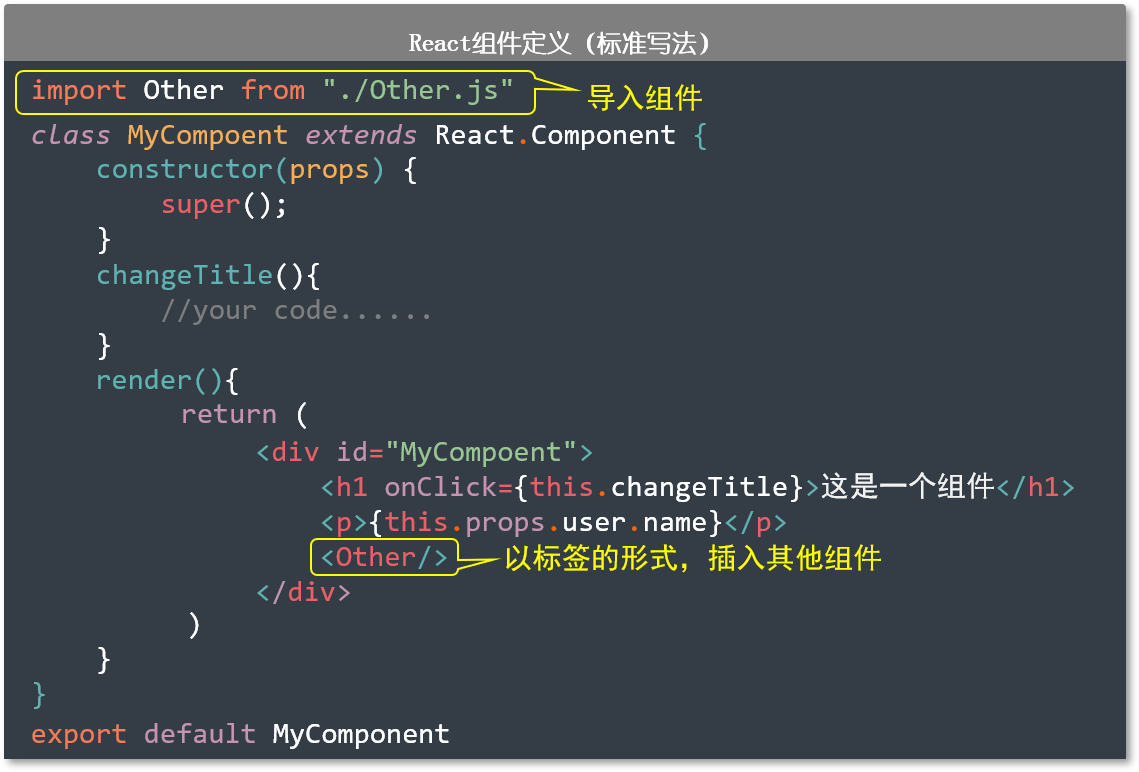 React组件定义（标准写法）
import Other from "./Other.js" 导入组件
class MyCompoent extends React.Component {
constructor(props) {
super();
}
changeTitle(){
//your code......
}
render(){
return (
<div id="MyCompoent">
<h1 onClick={this.changeTitle}>这是一个组件</h1>
<p>{this.props.user.name}</p>
<Other/> 以标签的形式，插入其他组件
</div>
)
}
}
export default MyComponent